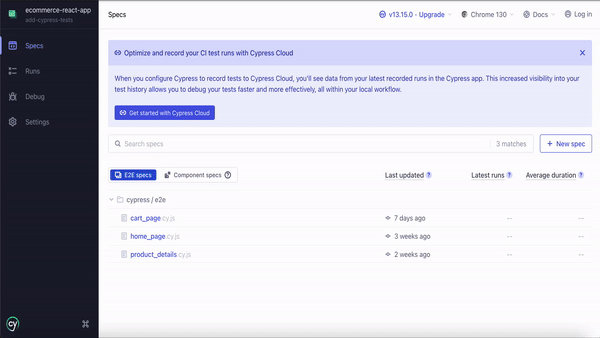 ecommerce-react-app
add-cypress-tests
Specs
v13.15.0 - Upgrade
Chrome 130
Docs
Log in
Specs
Runs
Debug
Settings
Optimize and record your CI test runs with Cypress Cloud
When you configure Cypress to record tests to Cypress Cloud, you'll see data from your latest recorded runs in the Cypress app. This increased visibility into your
test history allows you to debug your tests faster and more effectively, all within your local workflow.
Get started with Cypress Cloud
Search specs
3 matches
+ New spec
E2E specs
Component specs
Last updated
Latest runs
Average duration
cypress / e2e
cart_page.cy.js
7 days ago
--
--
home_page.cy.js
3 weeks ago
--
--
product_details.cy.js
2 weeks ago
--
--
cy